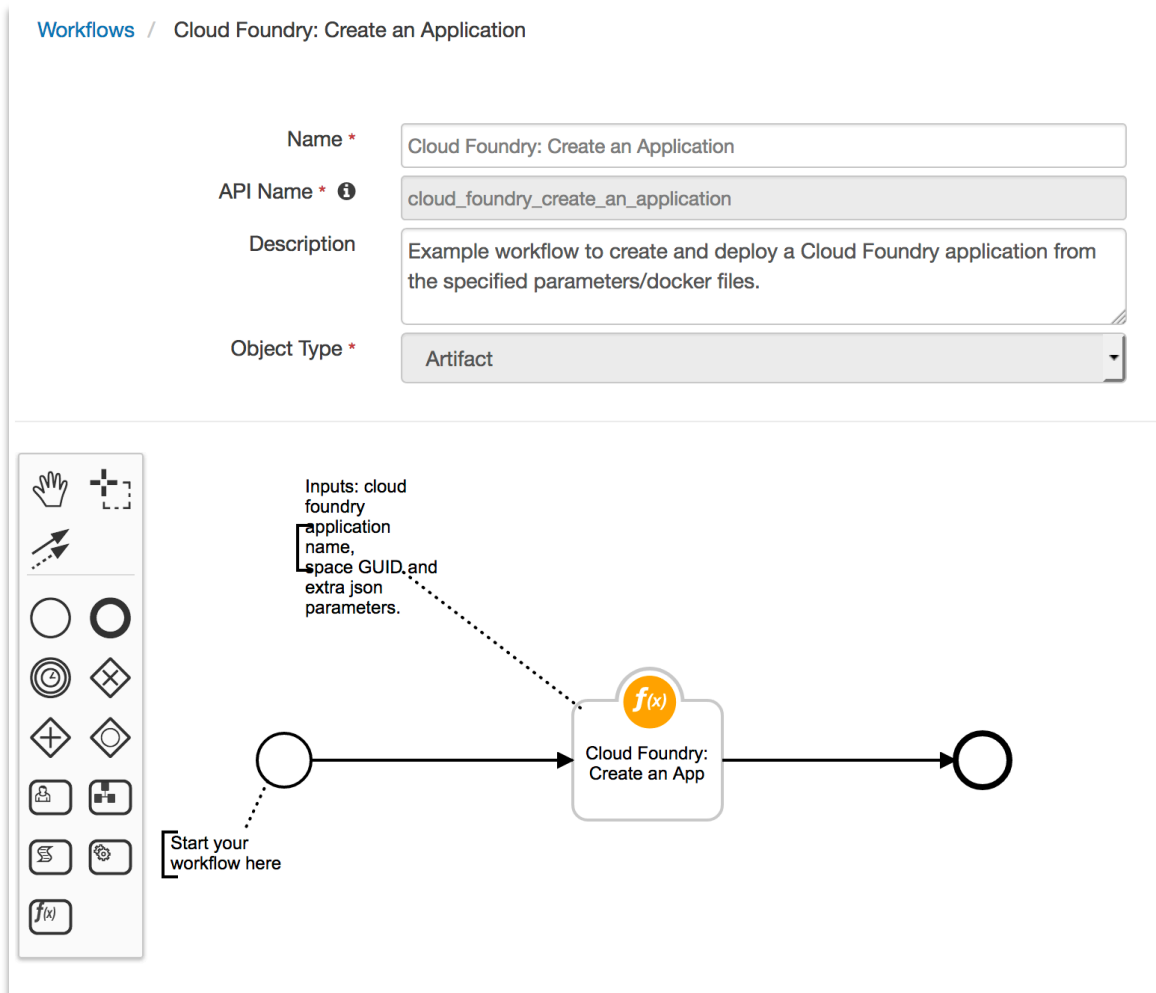 Workflows / Cloud Foundry: Create an Application
Name *
Cloud Foundry: Create an Application
API Name *
cloud_foundry_create_an_application
Description
Example workflow to create and deploy a Cloud Foundry application from
the specified parameters/docker files.
Object Type *
Artifact
Inputs: cloud
foundry
application
name,
space GUID and
extra json
parameters.
f(x)
Cloud Foundry:
Create an App
Start your
workflow here
f(x)